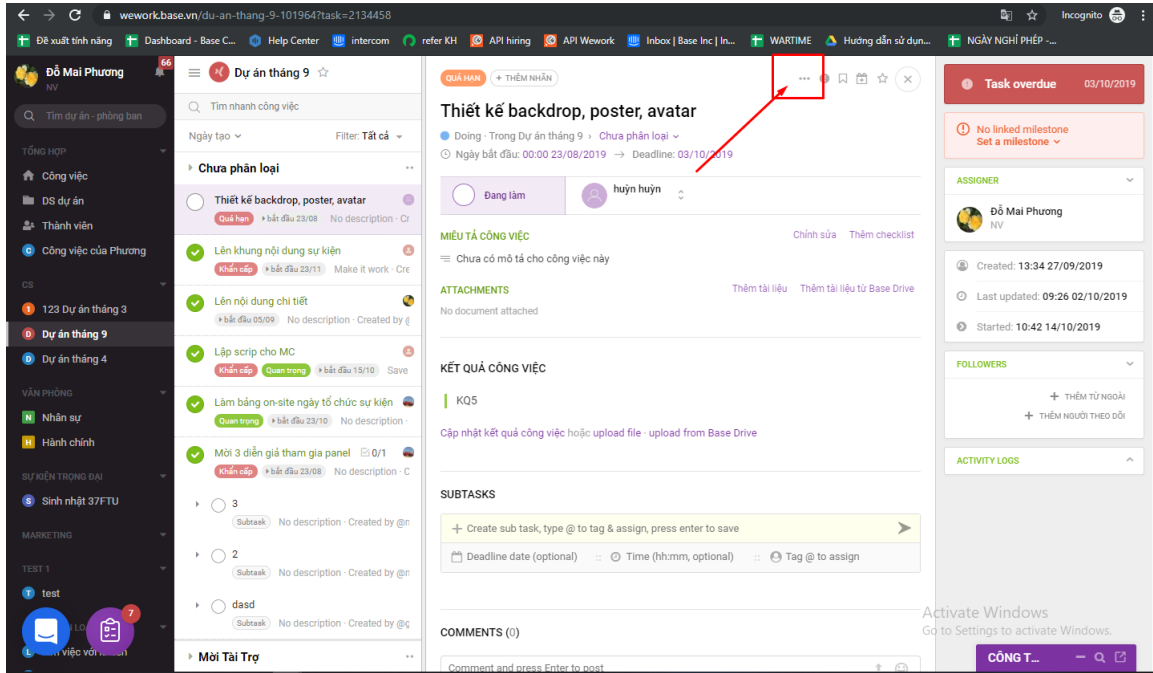 wework.base.vn/du-an-thang-9-101964?task=2134458
Incognito
Đề xuất tính năng
Dashboard - Base C...
Help Center
intercom
refer KH
API hiring
API Wework
Inbox | Base Inc | In...
WARTIME
Hướng dẫn sử dụn...
NGÀY NGHỈ PHÉP -...
Đỗ Mai Phương
NV
66
Tìm dự án - phòng ban
TỔNG HỢP
Công việc
DS dự án
Thành viên
C Công việc của Phương
CS
1 123 Dự án tháng 3
D Dự án tháng 9
D Dự án tháng 4
VĂN PHÒNG
N Nhân sự
H Hành chính
SỰ KIỆN TRỌNG ĐẠI
S Sinh nhật 37FTU
MARKETING
TEST 1
T test
7
Dự án tháng 9
Tìm nhanh công việc
Ngày tạo
Filter: Tất cả
Chưa phân loại
Thiết kế backdrop, poster, avatar
Quá hạn bắt đầu 23/08 No description · Cr
Lên khung nội dung sự kiện
Khẩn cấp bắt đầu 23/11 Make it work · Cre
Lên nội dung chi tiết
bắt đầu 05/09 No description · Created by
Lập scrip cho MC
Khẩn cấp Quan trọng bắt đầu 15/10 Save
Làm bảng on-site ngày tổ chức sự kiện
Quan trọng bắt đầu 23/10 No description ·
Mời 3 diễn giả tham gia panel 0/1
Khẩn cấp bắt đầu 23/08 No description · C
3
Subtask No description · Created by @n
2
Subtask No description · Created by @n
dasd
Subtask No description · Created by @g
Mời Tài Trợ
QUÁ HẠN + THÊM NHÃN
Thiết kế backdrop, poster, avatar
Doing · Trong Dự án tháng 9 › Chưa phân loại
Ngày bắt đầu: 00:00 23/08/2019 → Deadline: 03/10/2019
Đang làm
huỳn huỳn
MIÊU TẢ CÔNG VIỆC
Chỉnh sửa Thêm checklist
Chưa có mô tả cho công việc này
ATTACHMENTS
Thêm tài liệu Thêm tài liệu từ Base Drive
No document attached
KẾT QUẢ CÔNG VIỆC
KQ5
Cập nhật kết quả công việc hoặc upload file · upload from Base Drive
SUBTASKS
+ Create sub task, type @ to tag & assign, press enter to save
Deadline date (optional) :: Time (hh:mm, optional) :: Tag @ to assign
COMMENTS (0)
Comment and press Enter to post
Task overdue 03/10/2019
No linked milestone
Set a milestone
ASSIGNER
Đỗ Mai Phương
NV
Created: 13:34 27/09/2019
Last updated: 09:26 02/10/2019
Started: 10:42 14/10/2019
FOLLOWERS
+ THÊM TỪ NGOÀI
+ THÊM NGƯỜI THEO DÕI
ACTIVITY LOGS
Activate Windows
Go to Settings to activate Windows.
CÔNG T...